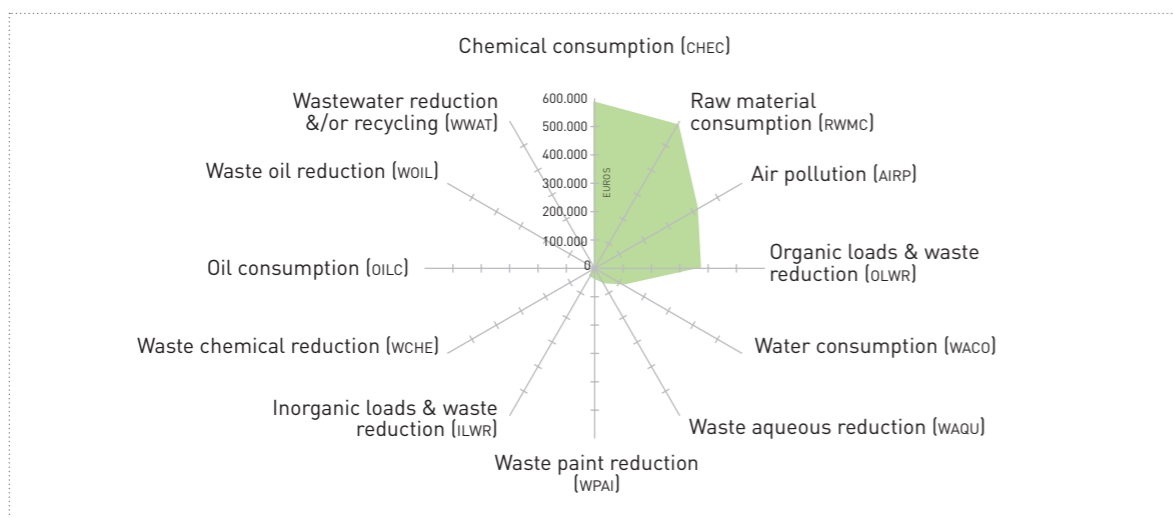 Chemical consumption (CHEC)
Wastewater reduction
&/or recycling (WWAT)
600.000
500.000
400.000
300.000
200.000
100.000
0
EUROS
Raw material
consumption (RWMC)
Waste oil reduction (WOIL)
Air pollution (AIRP)
Oil consumption (OILC)
Organic loads & waste
reduction (OLWR)
Waste chemical reduction (WCHE)
Water consumption (WACO)
Inorganic loads & waste
reduction (ILWR)
Waste aqueous reduction (WAQU)
Waste paint reduction
(WPAI)